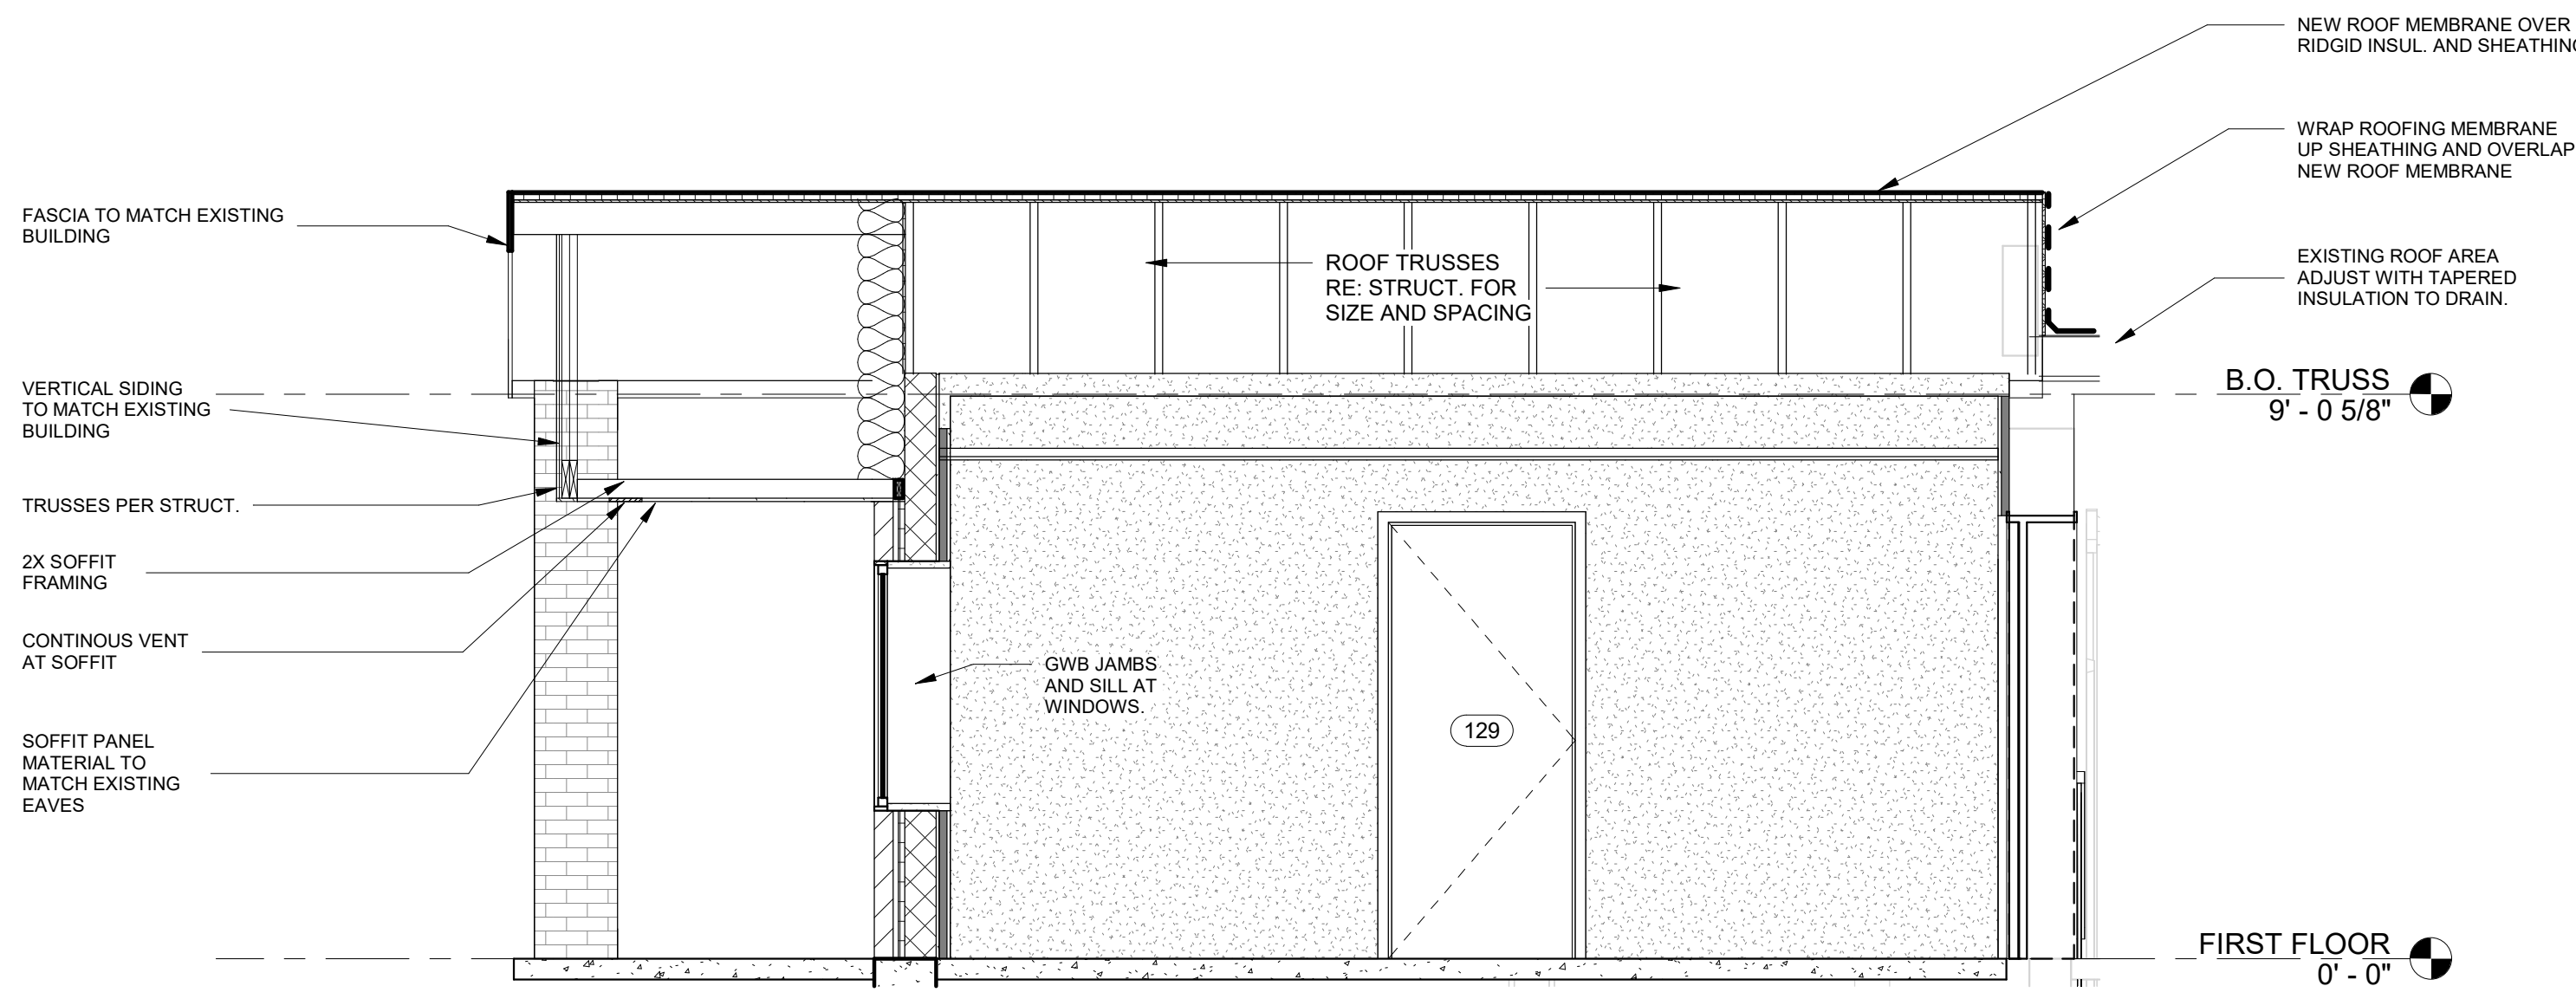 NEW ROOF MEMBRANE OVER
RIDGID INSUL. AND SHEATHING
WRAP ROOFING MEMBRANE
UP SHEATHING AND OVERLAP
NEW ROOF MEMBRANE
FASCIA TO MATCH EXISTING
BUILDING
ROOF TRUSSES
RE: STRUCT. FOR
SIZE AND SPACING
EXISTING ROOF AREA
ADJUST WITH TAPERED
INSULATION TO DRAIN.
VERTICAL SIDING
TO MATCH EXISTING
BUILDING
B.O. TRUSS
9' - 0 5/8"
TRUSSES PER STRUCT.
2X SOFFIT
FRAMING
CONTINOUS VENT
AT SOFFIT
GWB JAMBS
AND SILL AT
WINDOWS.
129
SOFFIT PANEL
MATERIAL TO
MATCH EXISTING
EAVES
FIRST FLOOR
0' - 0"